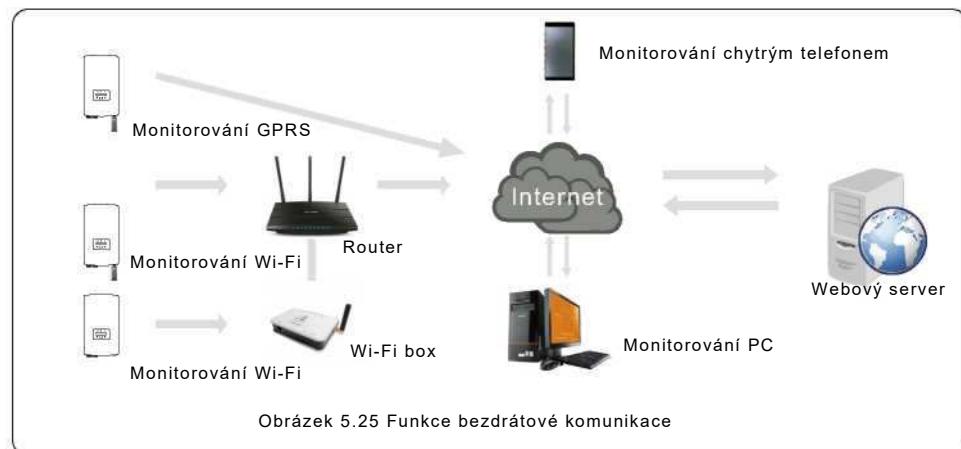 Monitorování chytrým telefonem
Monitorování GPRS
Internet
Router
Monitorování Wi-Fi
Webový server
Wi-Fi box
Monitorování PC
Monitorování Wi-Fi
Obrázek 5.25 Funkce bezdrátové komunikace